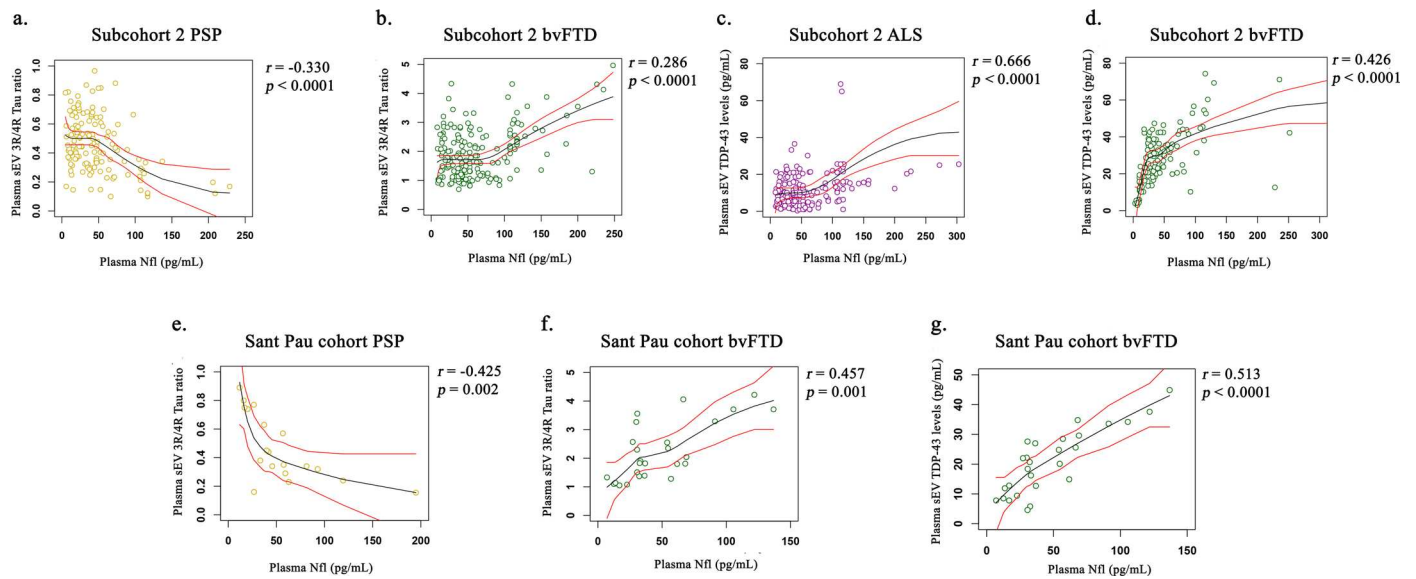 a.
Subcohort 2 PSP
r = -0.330
p < 0.0001
Plasma sEV 3R/4R Tau ratio
1.0
0.8
0.6
0.4
0.2
0.0
0 50 100 150 200 250
Plasma Nfl (pg/mL)
b.
Subcohort 2 bvFTD
r = 0.286
p < 0.0001
Plasma sEV 3R/4R Tau ratio
5
4
3
2
1
0
0 50 100 150 200 250
Plasma Nfl (pg/mL)
c.
Subcohort 2 ALS
r = 0.666
p < 0.0001
Plasma sEV TDP-43 levels (pg/mL)
80
60
40
20
0
0 50 100 150 200 250 300
Plasma Nfl (pg/mL)
d.
Subcohort 2 bvFTD
r = 0.426
p < 0.0001
Plasma sEV TDP-43 levels (pg/mL)
80
60
40
20
0
0 50 100 150 200 250 300
Plasma Nfl (pg/mL)
e.
Sant Pau cohort PSP
r = -0.425
p = 0.002
Plasma sEV 3R/4R Tau ratio
1.0
0.8
0.6
0.4
0.2
0.0
0 50 100 150 200
Plasma Nfl (pg/mL)
f.
Sant Pau cohort bvFTD
r = 0.457
p = 0.001
Plasma sEV 3R/4R Tau ratio
5
4
3
2
1
0
0 50 100 150
Plasma Nfl (pg/mL)
g.
Sant Pau cohort bvFTD
r = 0.513
p < 0.0001
Plasma sEV TDP-43 levels (pg/mL)
50
40
30
20
10
0
0 50 100 150
Plasma Nfl (pg/mL)